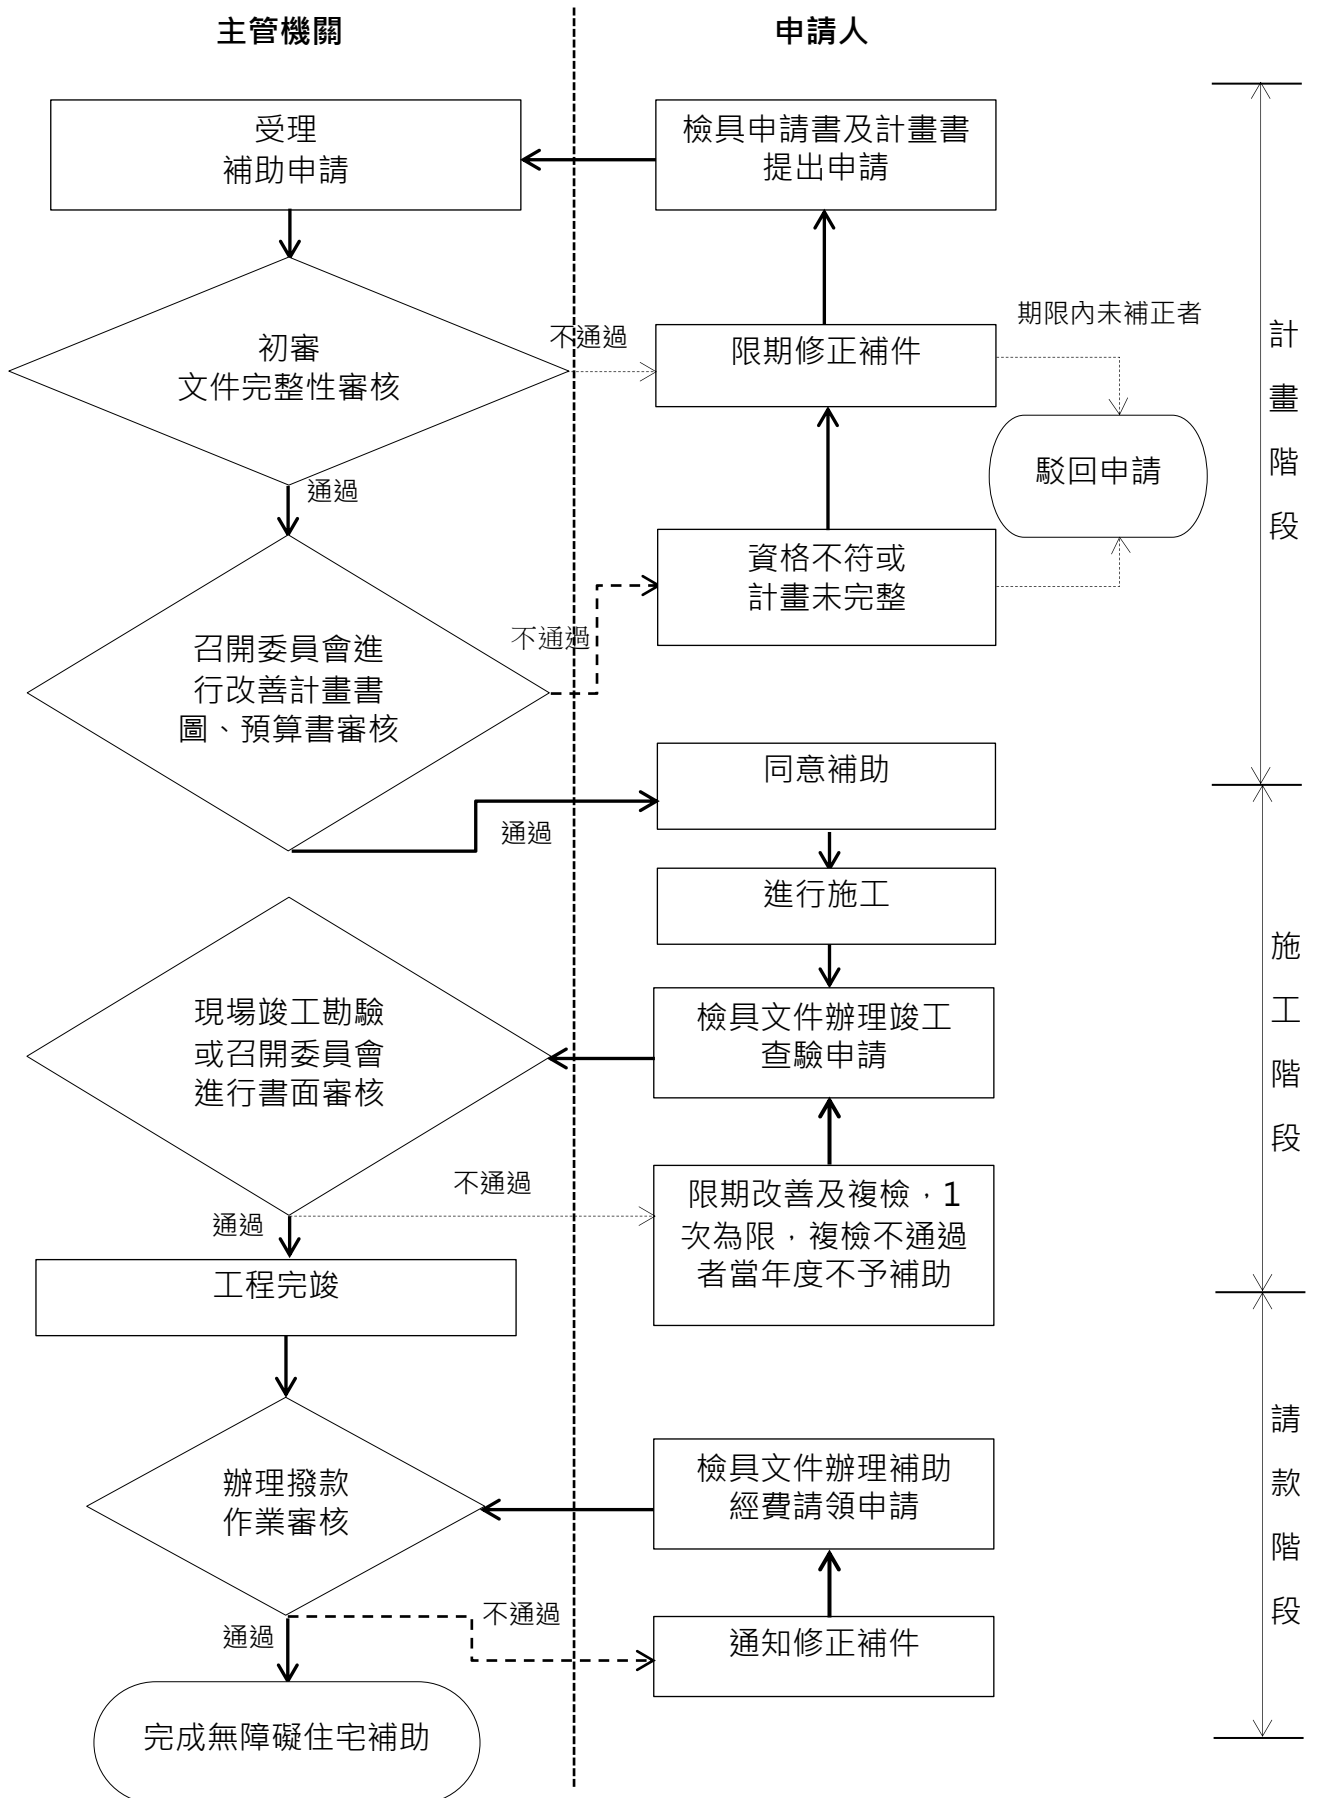 主管機關
申請人
受理
補助申請
檢具申請書及計畫書
提出申請
初審
文件完整性審核
不通過
限期修正補件
期限內未補正者
駁回申請
通過
資格不符或
計畫未完整
召開委員會進
行改善計畫書
圖、預算書審核
不通過
同意補助
通過
進行施工
計畫階段
現場竣工勘驗
或召開委員會
進行書面審核
檢具文件辦理竣工
查驗申請
不通過
通過
限期改善及複檢，1
次為限，複檢不通過
者當年度不予補助
工程完竣
施工階段
辦理撥款
作業審核
檢具文件辦理補助
經費請領申請
不通過
通過
通知修正補件
完成無障礙住宅補助
請款階段